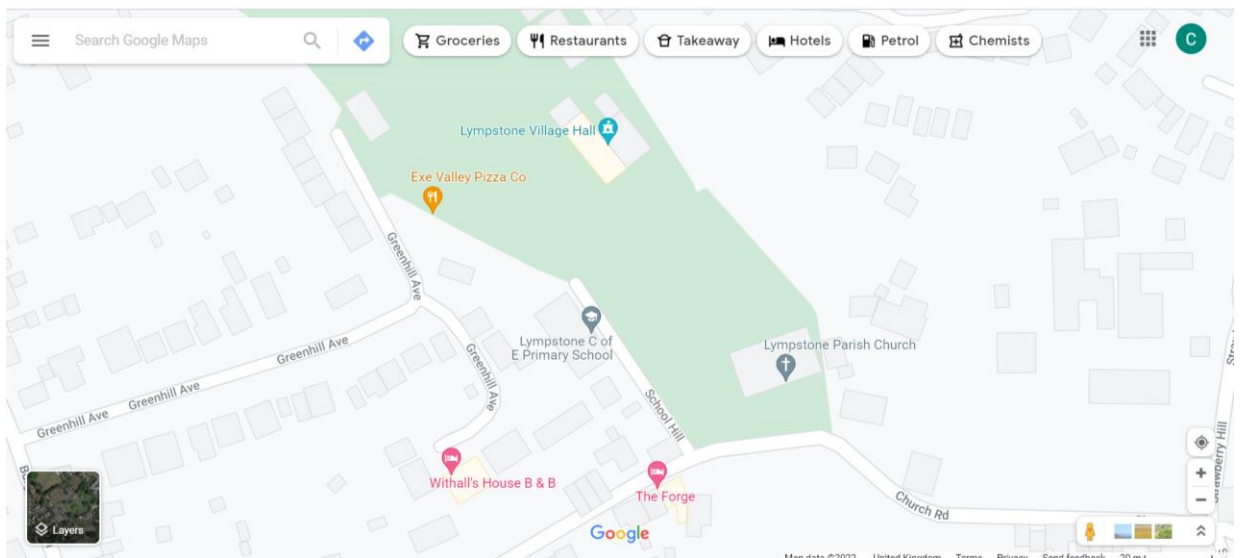 Search Google Maps
Groceries
Restaurants
Takeaway
Hotels
Petrol
Chemists
C
Lympstone Village Hall
Exe Valley Pizza Co
Greenhill Ave
Lympstone C of
E Primary School
Lympstone Parish Church
Greenhill Ave
Greenhill Ave
Greenhill Ave
Greenhill Ave
School Hill
Withall's House B & B
The Forge
Church Rd
Strawberry Hill
Layers
Google
Map data ©2022 United Kingdom Terms Privacy Send feedback 20 m